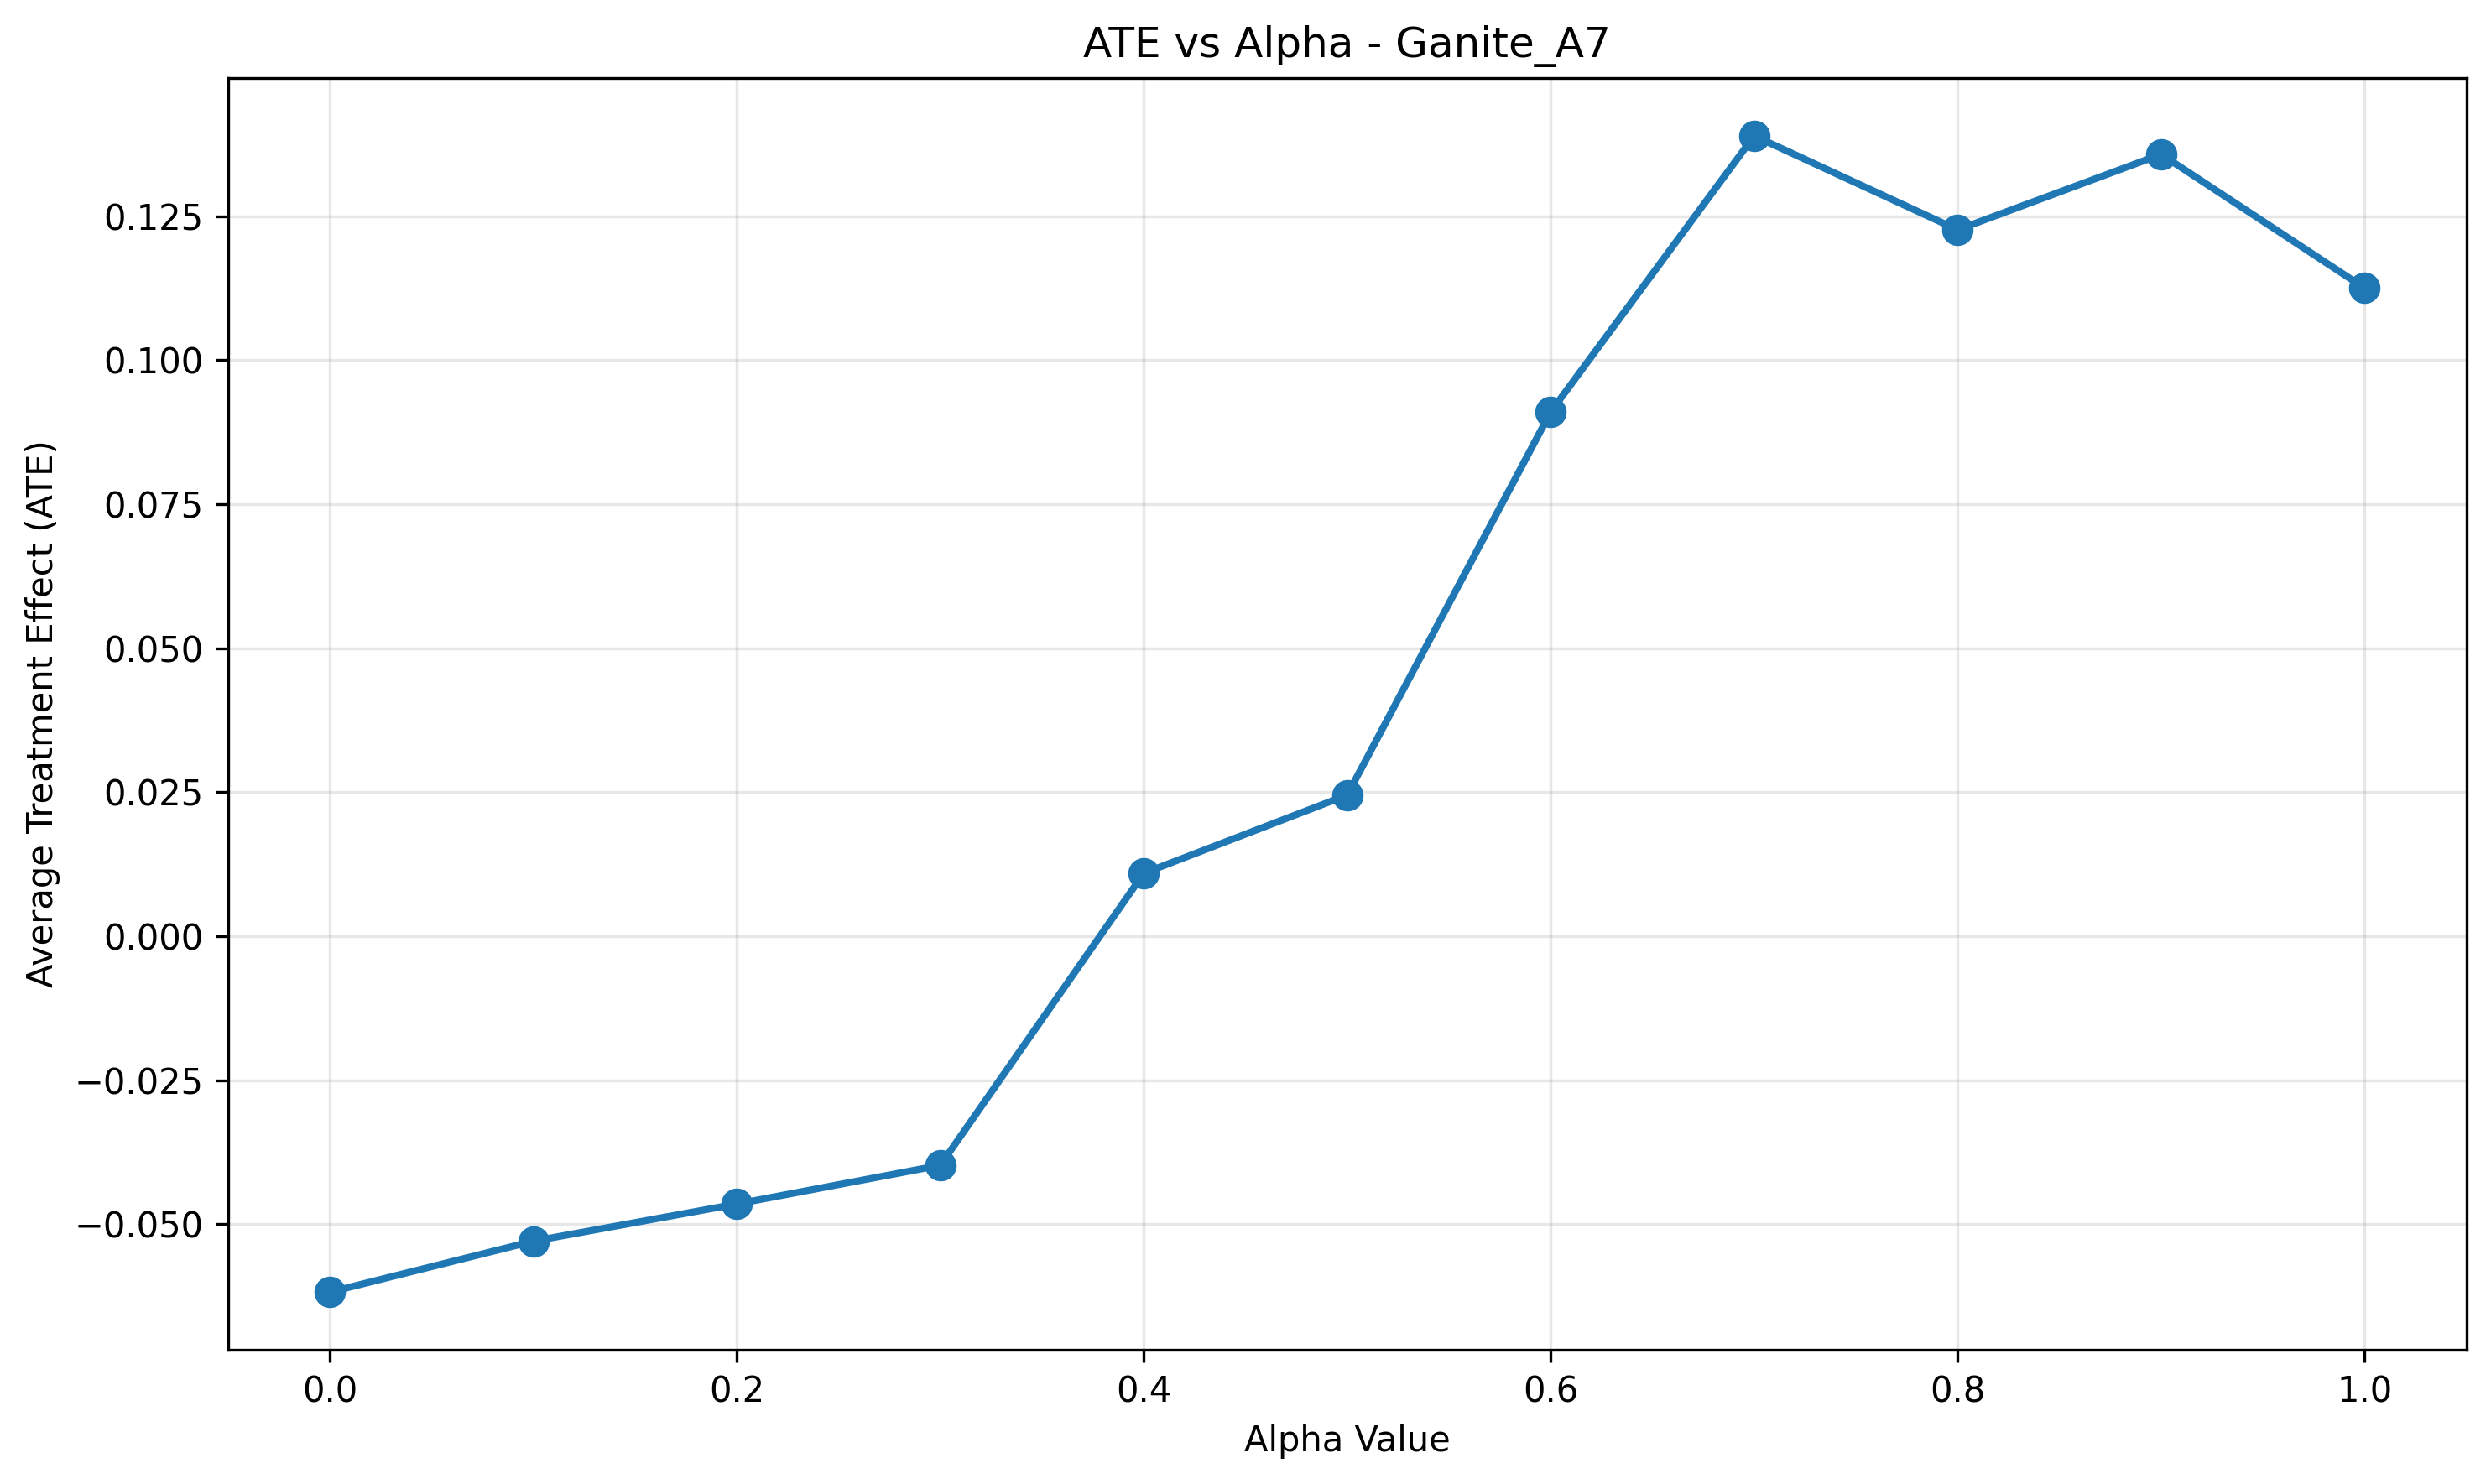 ATE vs Alpha - Ganite_A7
Average Treatment Effect (ATE)
0.125
0.100
0.075
0.050
0.025
0.000
−0.025
−0.050
0.0 0.2 0.4 0.6 0.8 1.0
Alpha Value